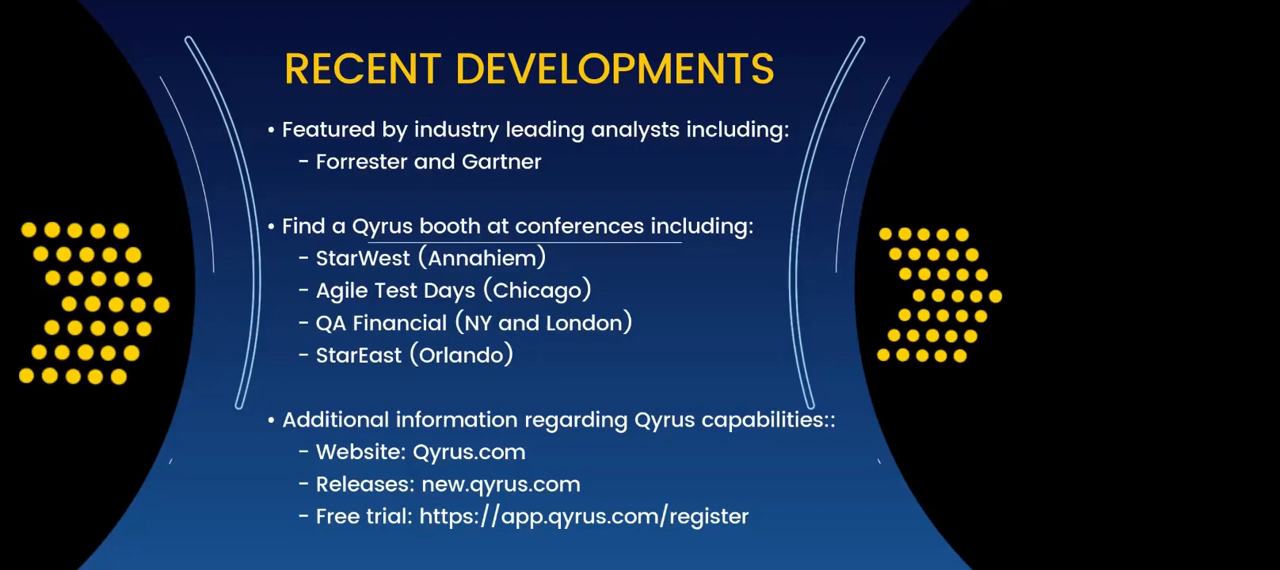 RECENT DEVELOPMENTS
• Featured by industry leading analysts including:
- Forrester and Gartner
• Find a Qyrus booth at conferences including:
- StarWest (Annahiem)
- Agile Test Days (Chicago)
- QA Financial (NY and London)
- StarEast (Orlando)
• Additional information regarding Qyrus capabilities::
- Website: Qyrus.com
- Releases: new.qyrus.com
- Free trial: https://app.qyrus.com/register